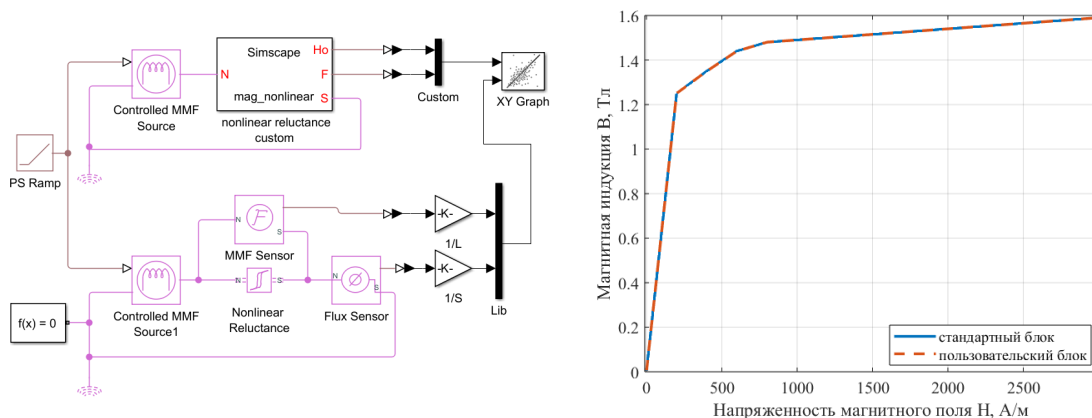 Simscape
Ho
N
F
mag_nonlinear
S
Controlled MMF
Source
nonlinear reluctance
custom
Custom
XY Graph
PS Ramp
N
S
MMF Sensor
-K-
1/L
N
S
N
S
-K-
1/S
Controlled MMF
Source1
Nonlinear
Reluctance
Flux Sensor
Lib
f(x) = 0
Магнитная индукция B, Тл
1.6
1.4
1.2
1
0.8
0.6
0.4
0.2
0
0
500
1000
1500
2000
2500
стандартный блок
пользовательский блок
Напряженность магнитного поля H, А/м